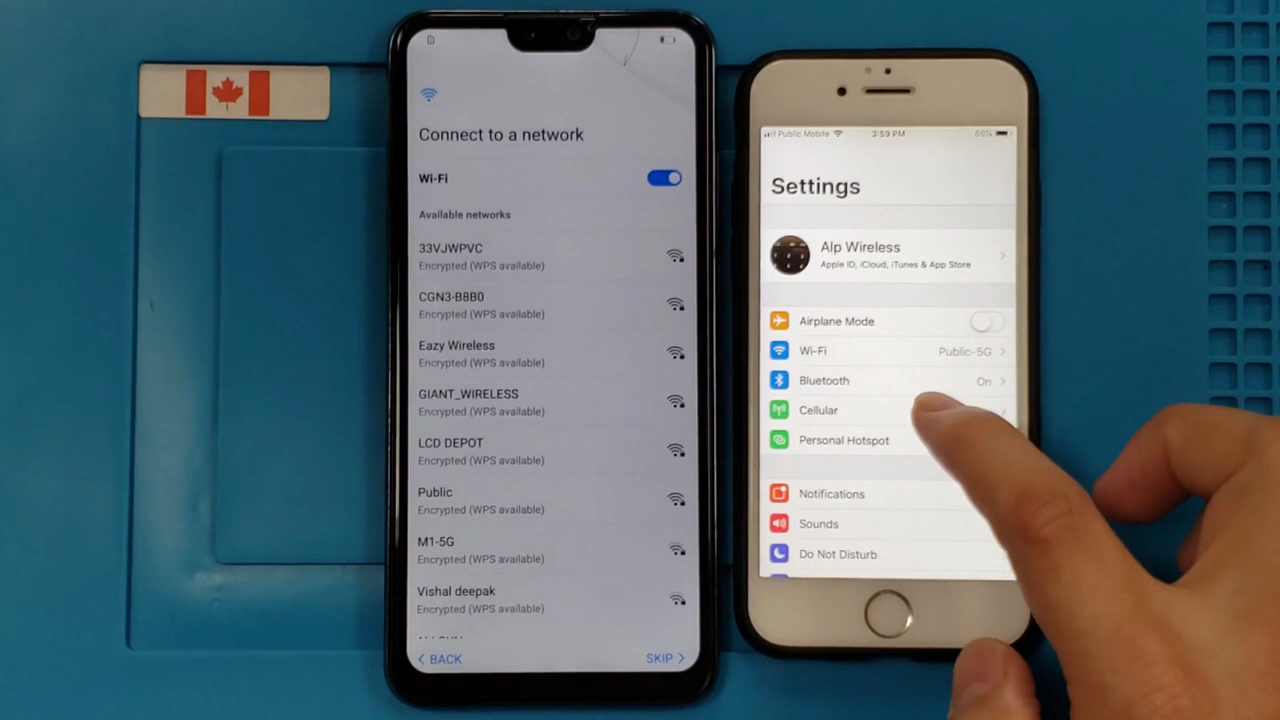 Connect to a network
Wi-Fi
Available networks
33VJWPVC
Encrypted (WPS available)
CGN3-B8B0
Encrypted (WPS available)
Eazy Wireless
Encrypted (WPS available)
GIANT_WIRELESS
Encrypted (WPS available)
LCD DEPOT
Encrypted (WPS available)
Public
Encrypted (WPS available)
M1-5G
Encrypted (WPS available)
Vishal deepak
Encrypted (WPS available)
BACK
SKIP
Public Mobile
3:59 PM
86%
Settings
Alp Wireless
Apple ID, iCloud, iTunes & App Store
Airplane Mode
Wi-Fi
Public-5G
Bluetooth
On
Cellular
Personal Hotspot
Notifications
Sounds
Do Not Disturb